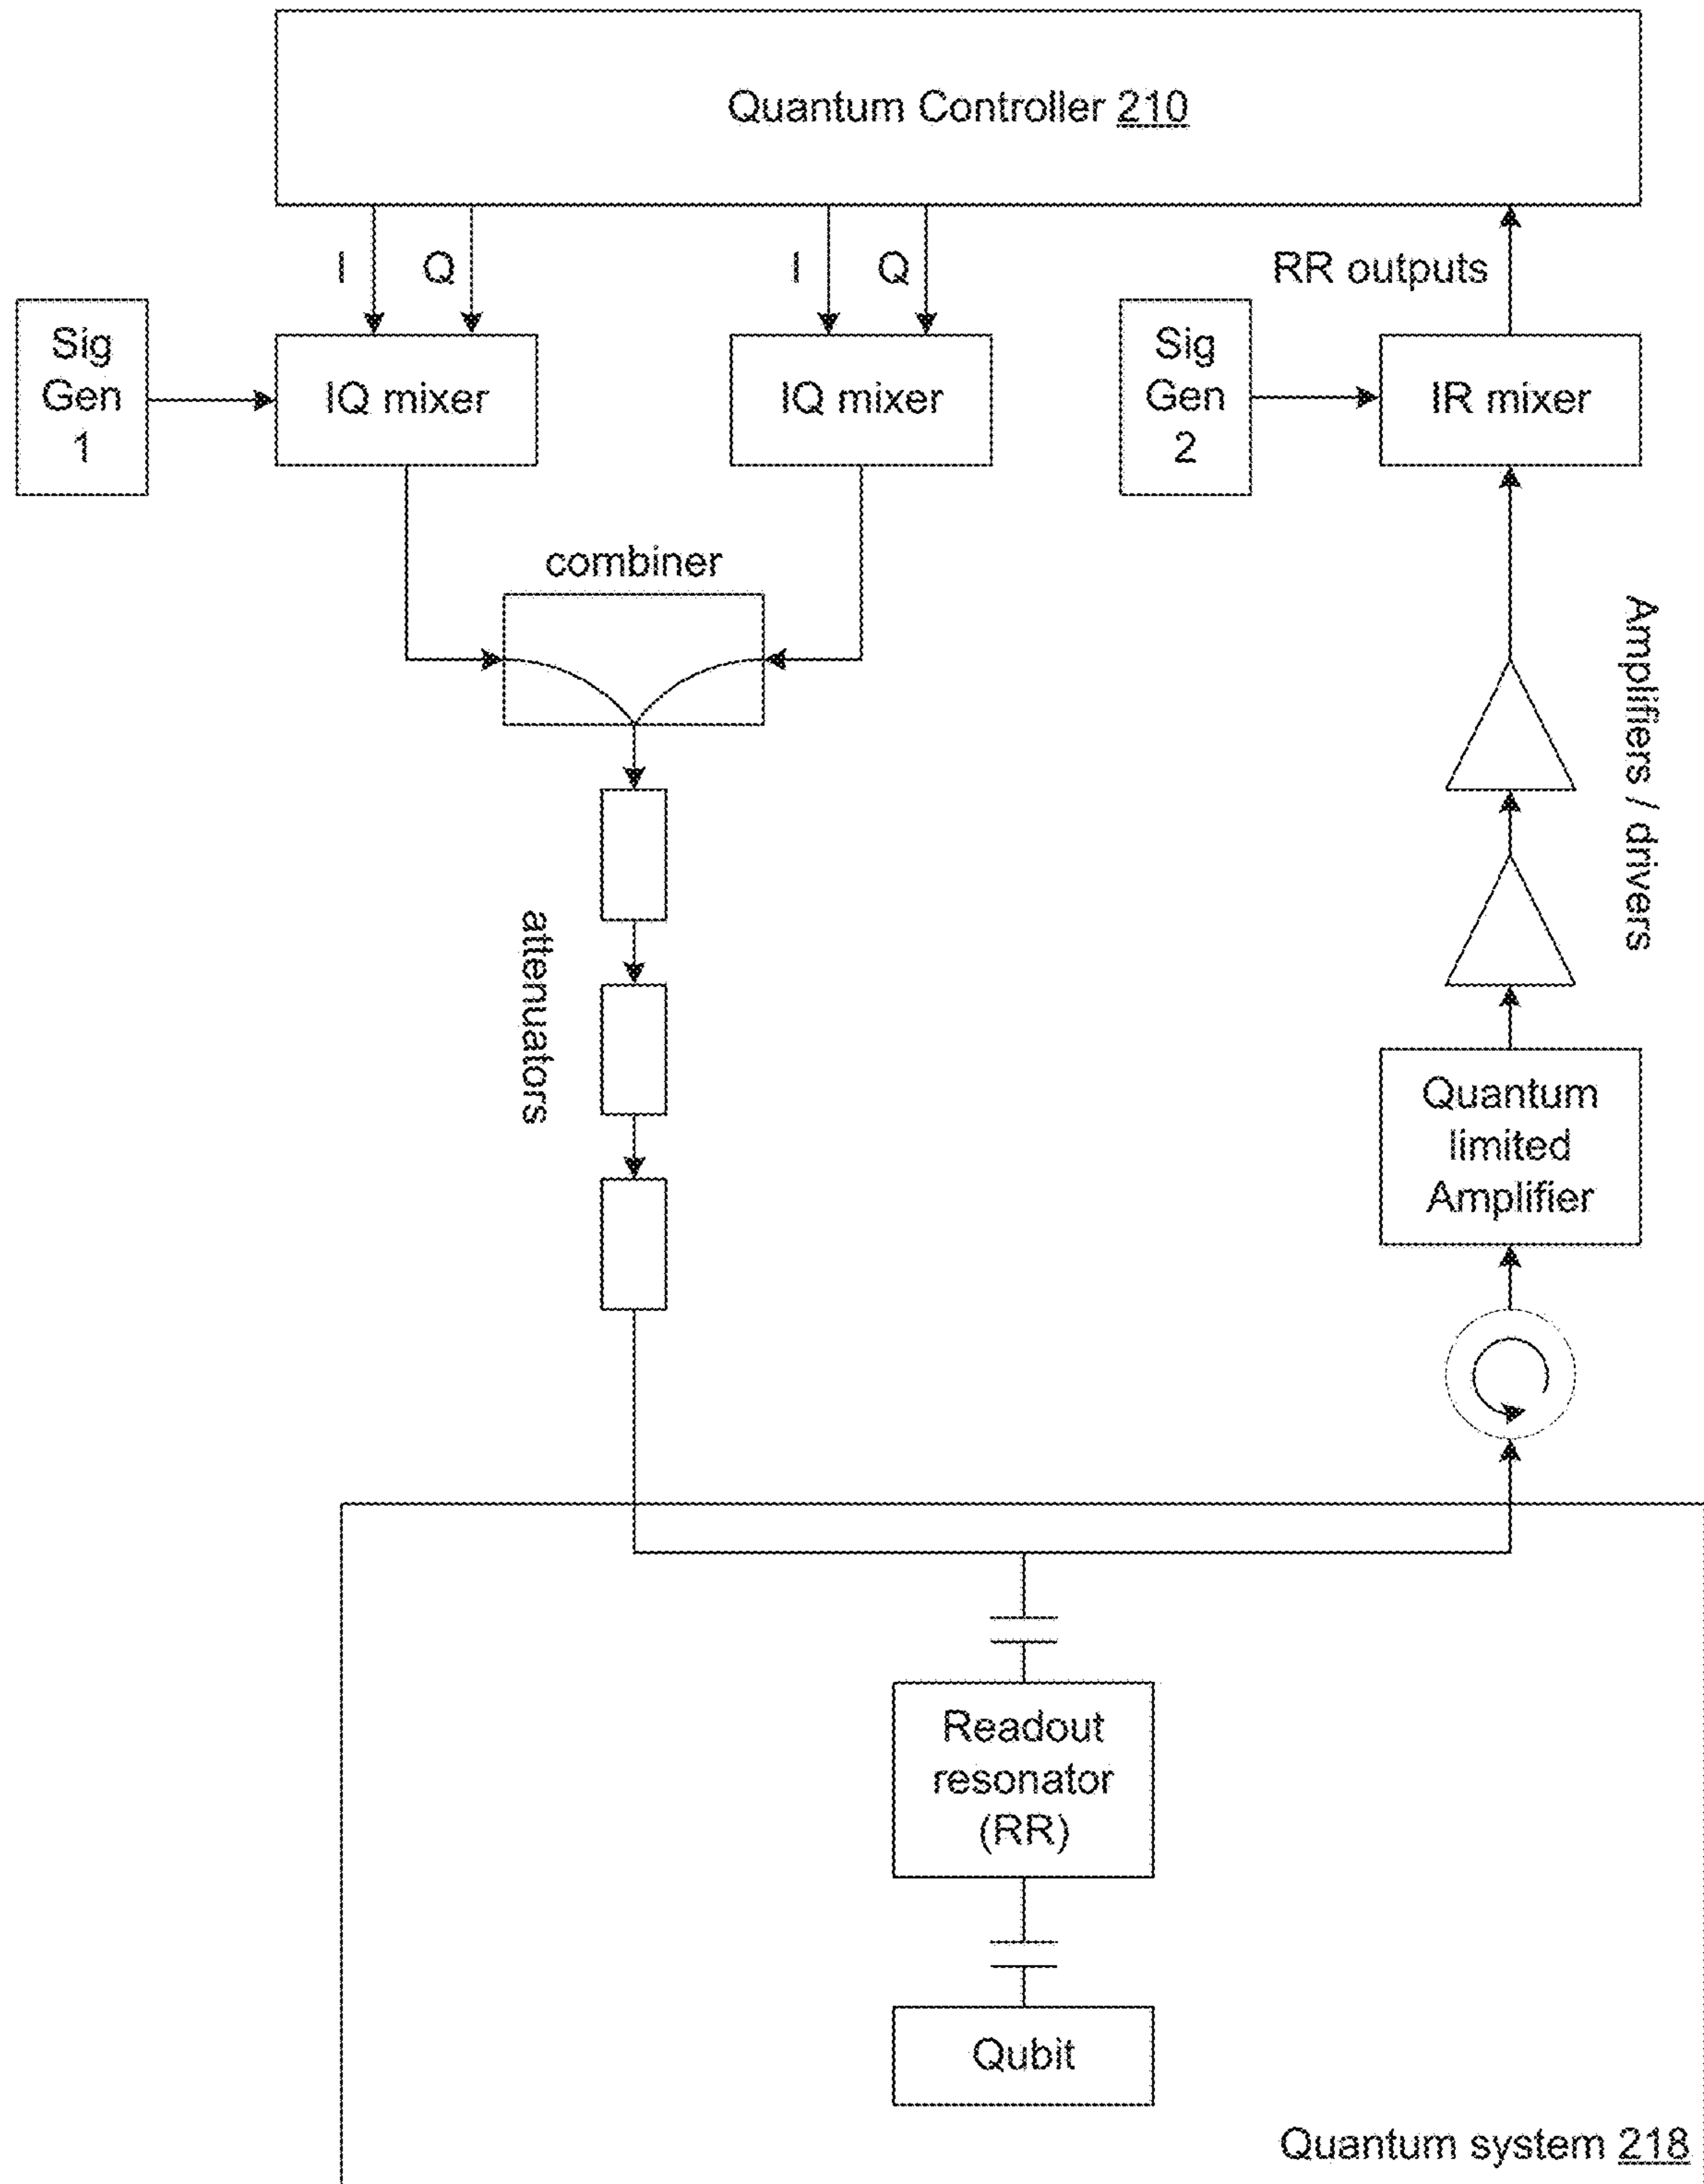 Quantum Controller 210
I
Q
I
Q
RR outputs
Sig
Gen
1
IQ mixer
IQ mixer
Sig
Gen
2
IR mixer
combiner
Amplifiers / drivers
attenuators
Quantum
limited
Amplifier
Readout
resonator
(RR)
Qubit
Quantum system 218